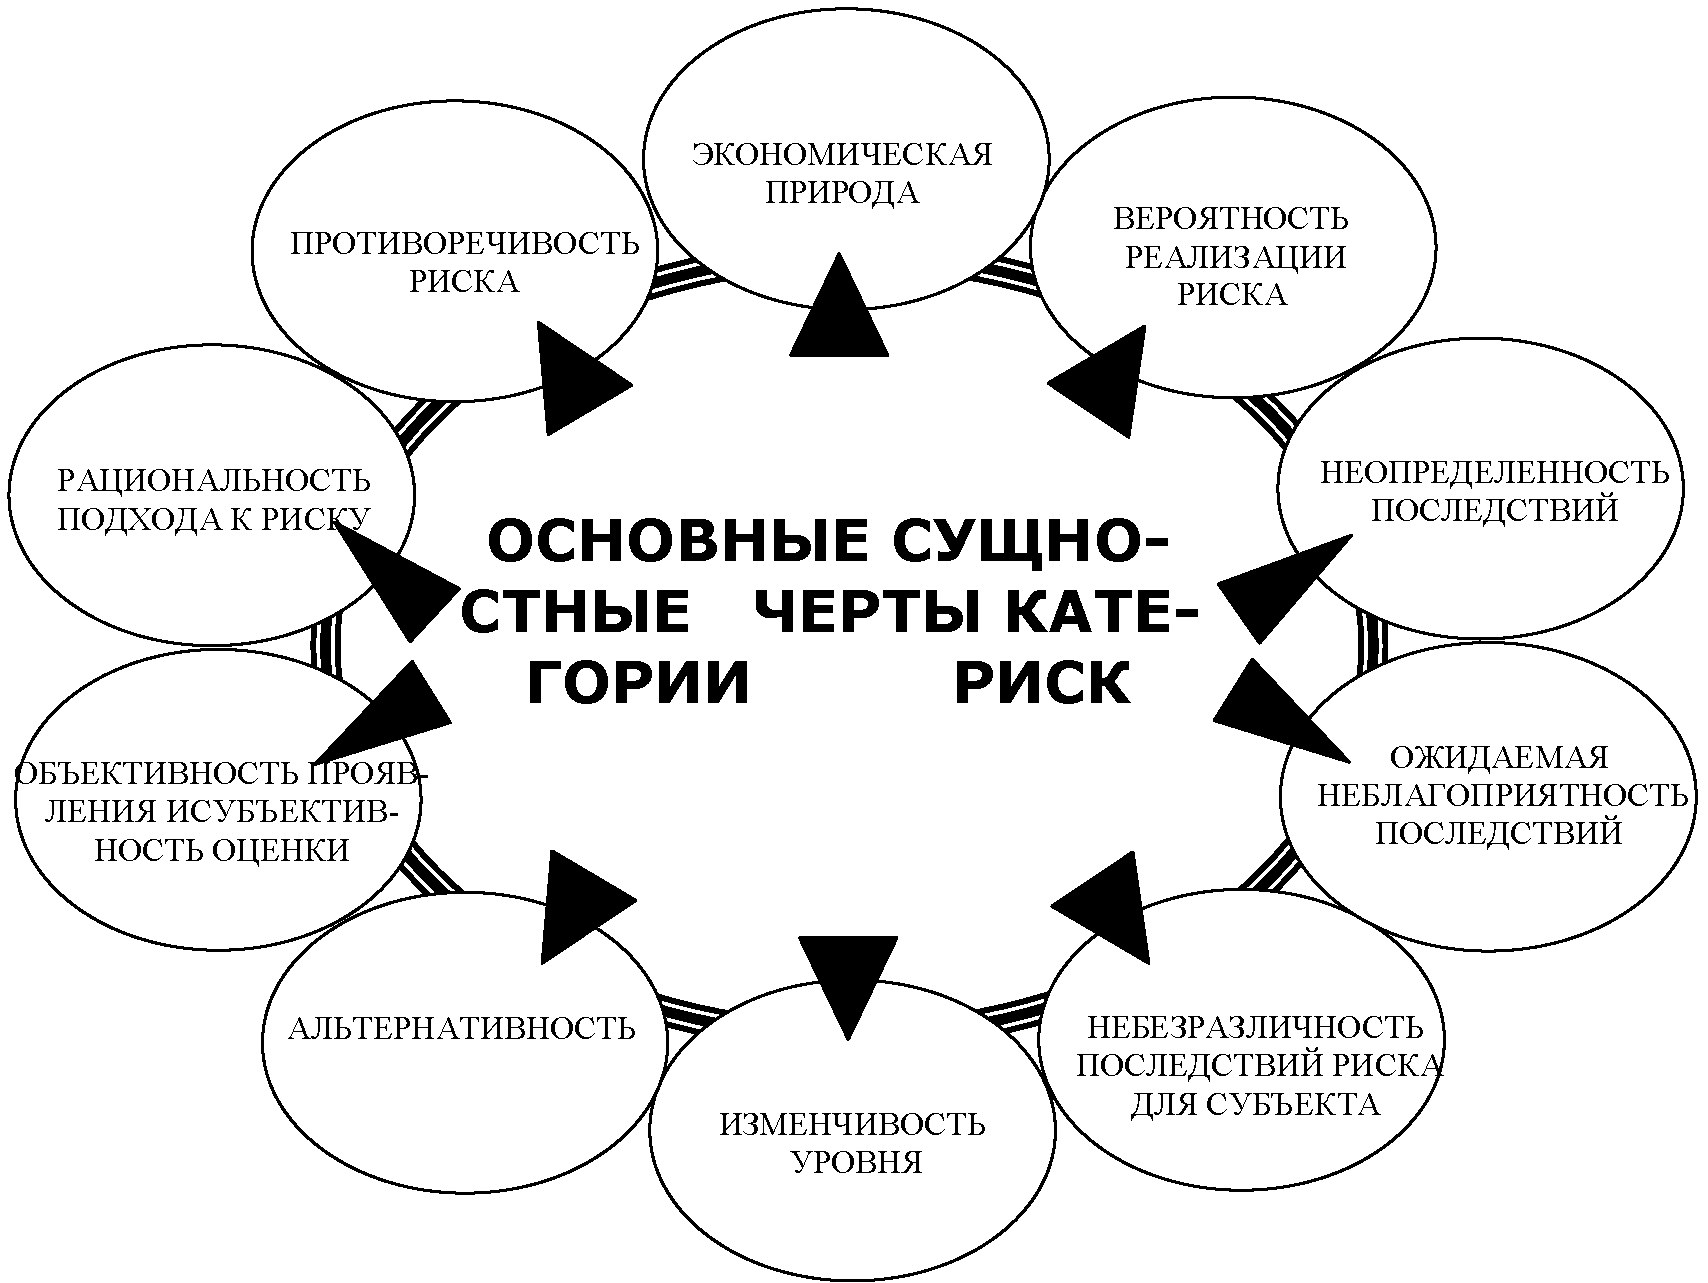 ЭКОНОМИЧЕСКАЯ
ПРИРОДА
ВЕРОЯТНОСТЬ
РЕАЛИЗАЦИИ
РИСКА
НЕОПРЕДЕЛЕННОСТЬ
ПОСЛЕДСТВИЙ
ОЖИДАЕМАЯ
НЕБЛАГОПРИЯТНОСТЬ
ПОСЛЕДСТВИЙ
НЕБЕЗРАЗЛИЧНОСТЬ
ПОСЛЕДСТВИЙ РИСКА
ДЛЯ СУБЪЕКТА
ИЗМЕНЧИВОСТЬ
УРОВНЯ
АЛЬТЕРНАТИВНОСТЬ
ОБЪЕКТИВНОСТЬ ПРОЯВ-
ЛЕНИЯ ИСУБЪЕКТИВ-
НОСТЬ ОЦЕНКИ
РАЦИОНАЛЬНОСТЬ
ПОДХОДА К РИСКУ
ПРОТИВОРЕЧИВОСТЬ
РИСКА
ОСНОВНЫЕ СУЩНО-
СТНЫЕ ЧЕРТЫ КАТЕ-
ГОРИИ РИСК